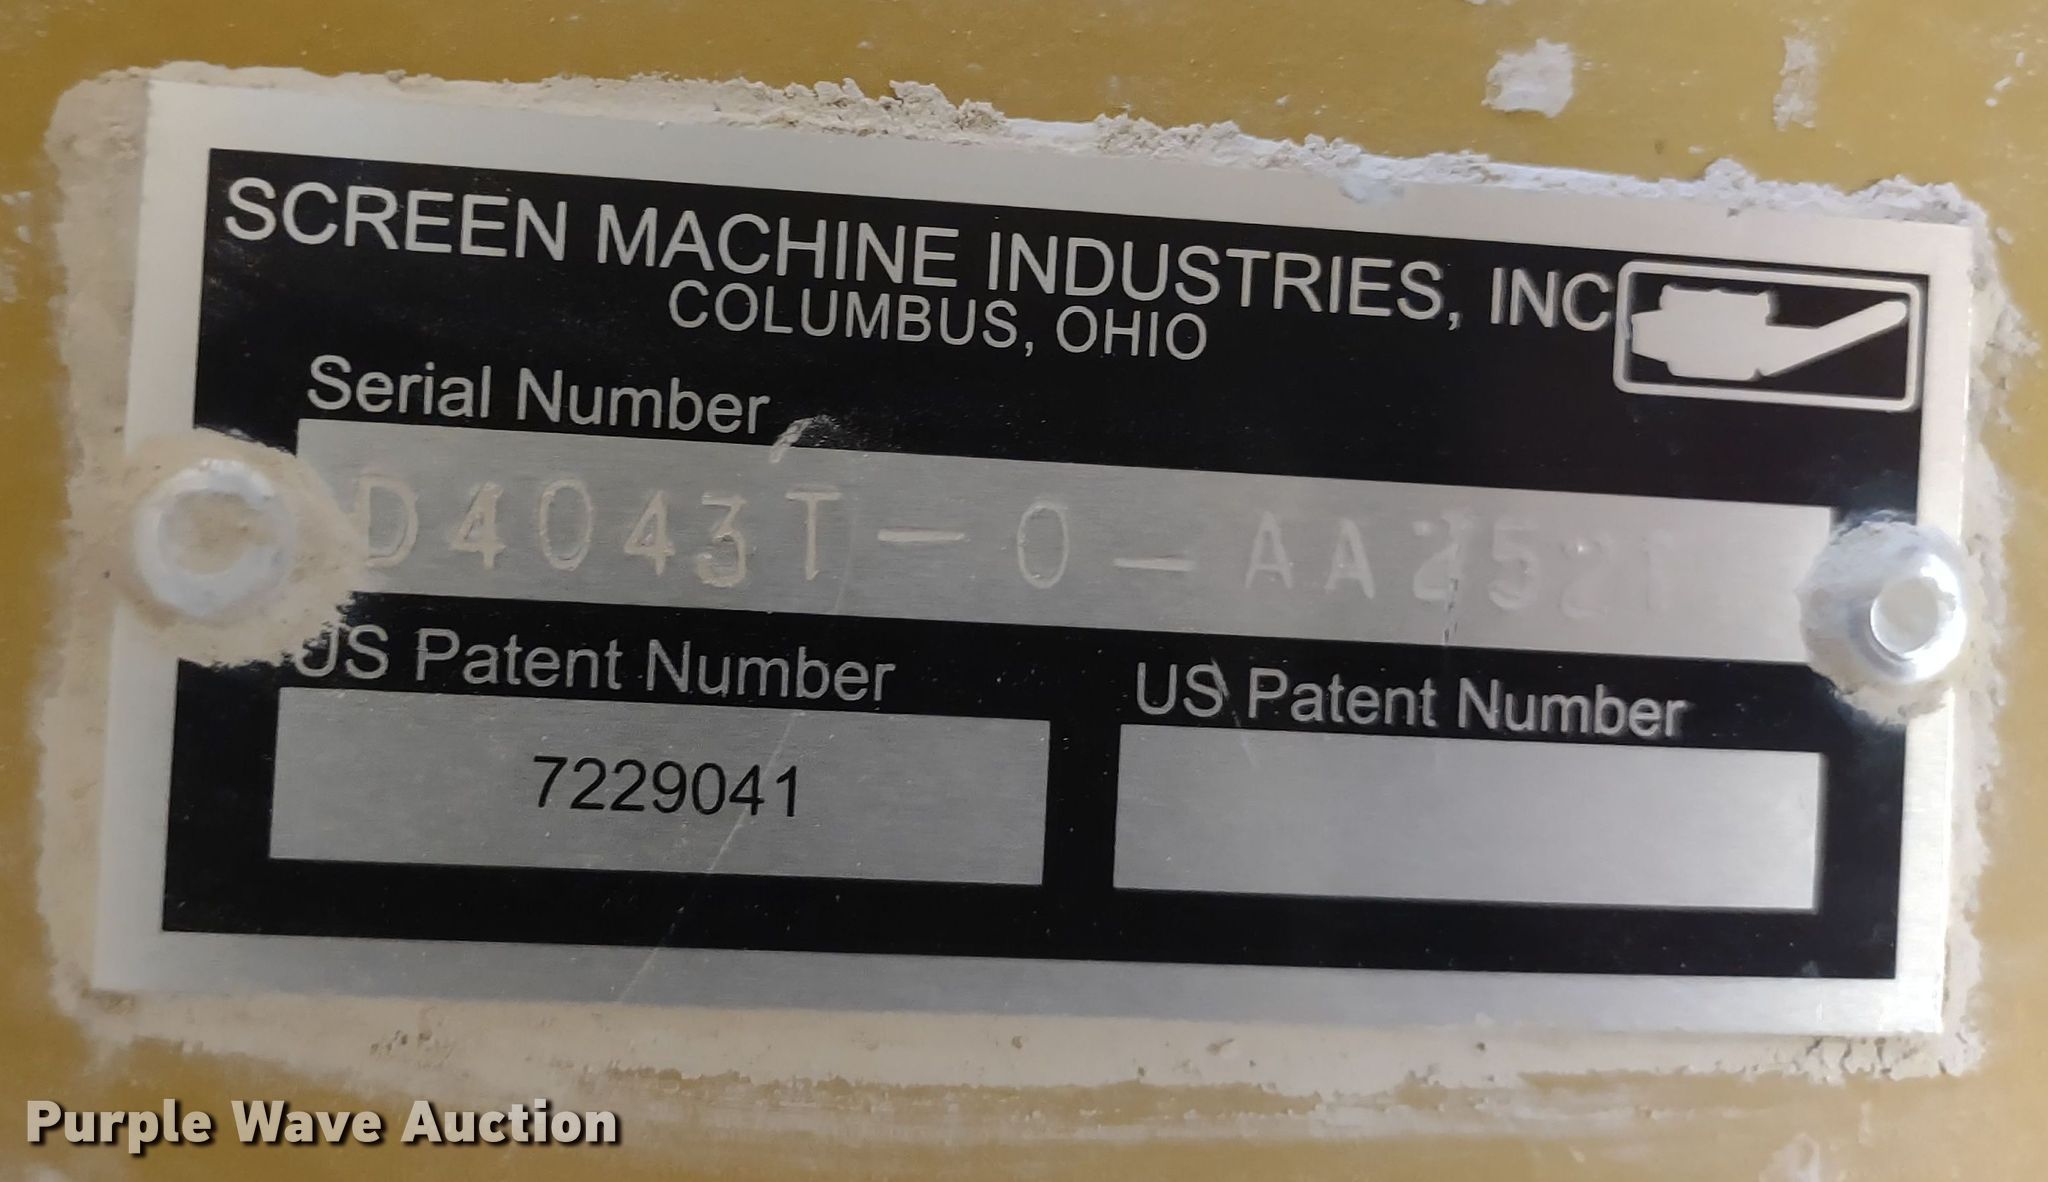 SCREEN MACHINE INDUSTRIES, INC
COLUMBUS, OHIO
Serial Number
D4043T-0-AA2521
US Patent Number
US Patent Number
7229041
Purple Wave Auction